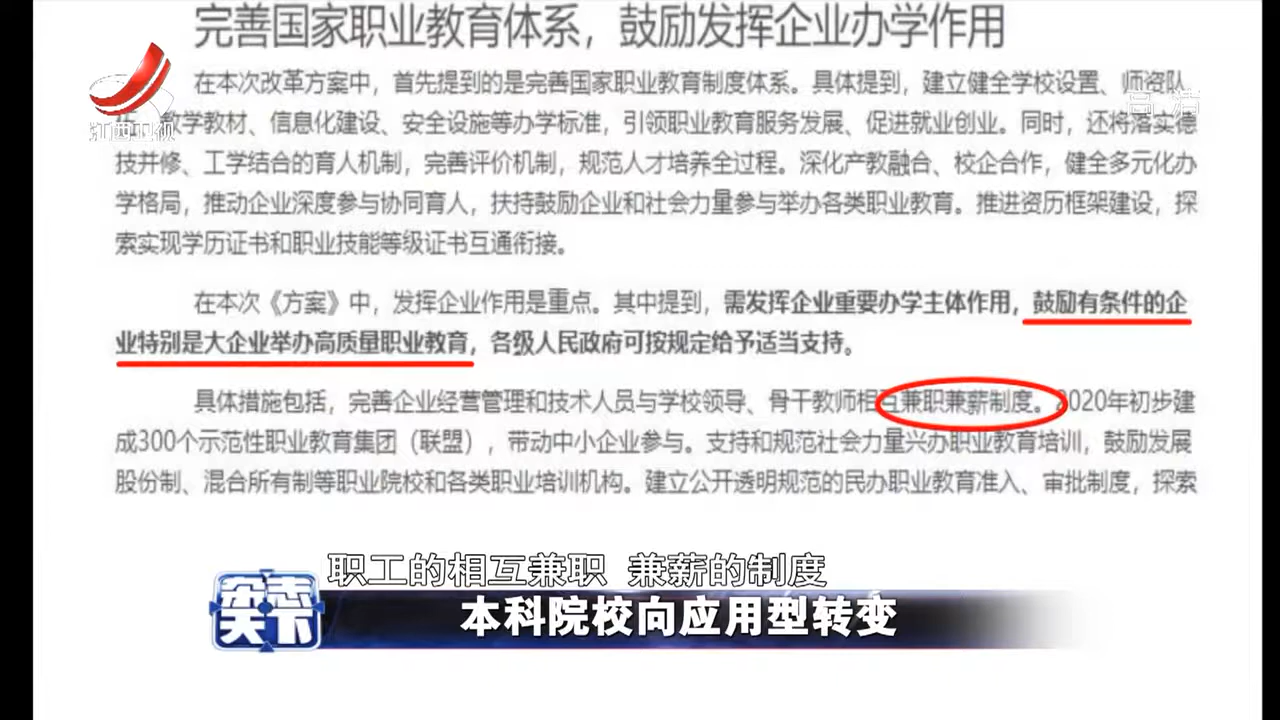 完善国家职业教育体系，鼓励发挥企业办学作用
在本次改革方案中，首先提到的是完善国家职业教育制度体系。具体提到，建立健全学校设置、师资队
教学教材、信息化建设、安全设施等办学标准，引领职业教育服务发展、促进就业创业。同时，还将落实德
技并修、工学结合的育人机制，完善评价机制，规范人才培养全过程。深化产教融合、校企合作，健全多元化办
学格局，推动企业深度参与协同育人，扶持鼓励企业和社会力量参与举办各类职业教育。推进资历框架建设，探
索实现学历证书和职业技能等级证书互通衔接。
在本次《方案》中，发挥企业作用是重点。其中提到，需发挥企业重要办学主体作用，鼓励有条件的企
业特别是大企业举办高质量职业教育，各级人民政府可按规定给予适当支持。
具体措施包括，完善企业经营管理和技术人员与学校领导、骨干教师相互兼职兼薪制度。2020年初步建
成300个示范性职业教育集团（联盟），带动中小企业参与。支持和规范社会力量兴办职业教育培训，鼓励发展
股份制、混合所有制等职业院校和各类职业培训机构。建立公开透明规范的民办职业教育准入、审批制度，探索
江西卫视
高清
职工的相互兼职 兼薪的制度
杂志天下
本科院校向应用型转变